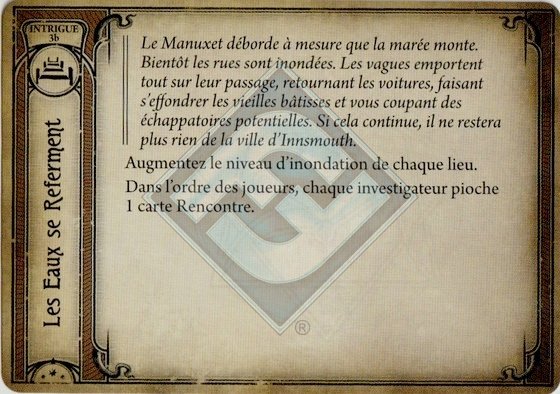 INTRIGUE
3b
Les Eaux se Referment
Le Manuxet déborde à mesure que la marée monte.
Bientôt les rues sont inondées. Les vagues emportent
tout sur leur passage, retournant les voitures, faisant
s'effondrer les vieilles bâtisses et vous coupant des
échappatoires potentielles. Si cela continue, il ne restera
plus rien de la ville d'Innsmouth.
Augmentez le niveau d'inondation de chaque lieu.
Dans l'ordre des joueurs, chaque investigateur pioche
1 carte Rencontre.
®